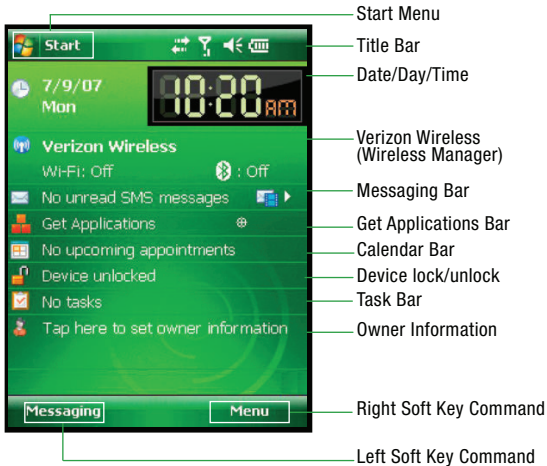 Start Menu
Start
Title Bar
Date/Day/Time
7/9/07
Mon
10:20 AM
Verizon Wireless
(Wireless Manager)
Verizon Wireless
Wi-Fi: Off : Off
Messaging Bar
No unread SMS messages
Get Applications Bar
Get Applications
Calendar Bar
No upcoming appointments
Device lock/unlock
Device unlocked
Task Bar
No tasks
Owner Information
Tap here to set owner information
Messaging Menu
Right Soft Key Command
Left Soft Key Command